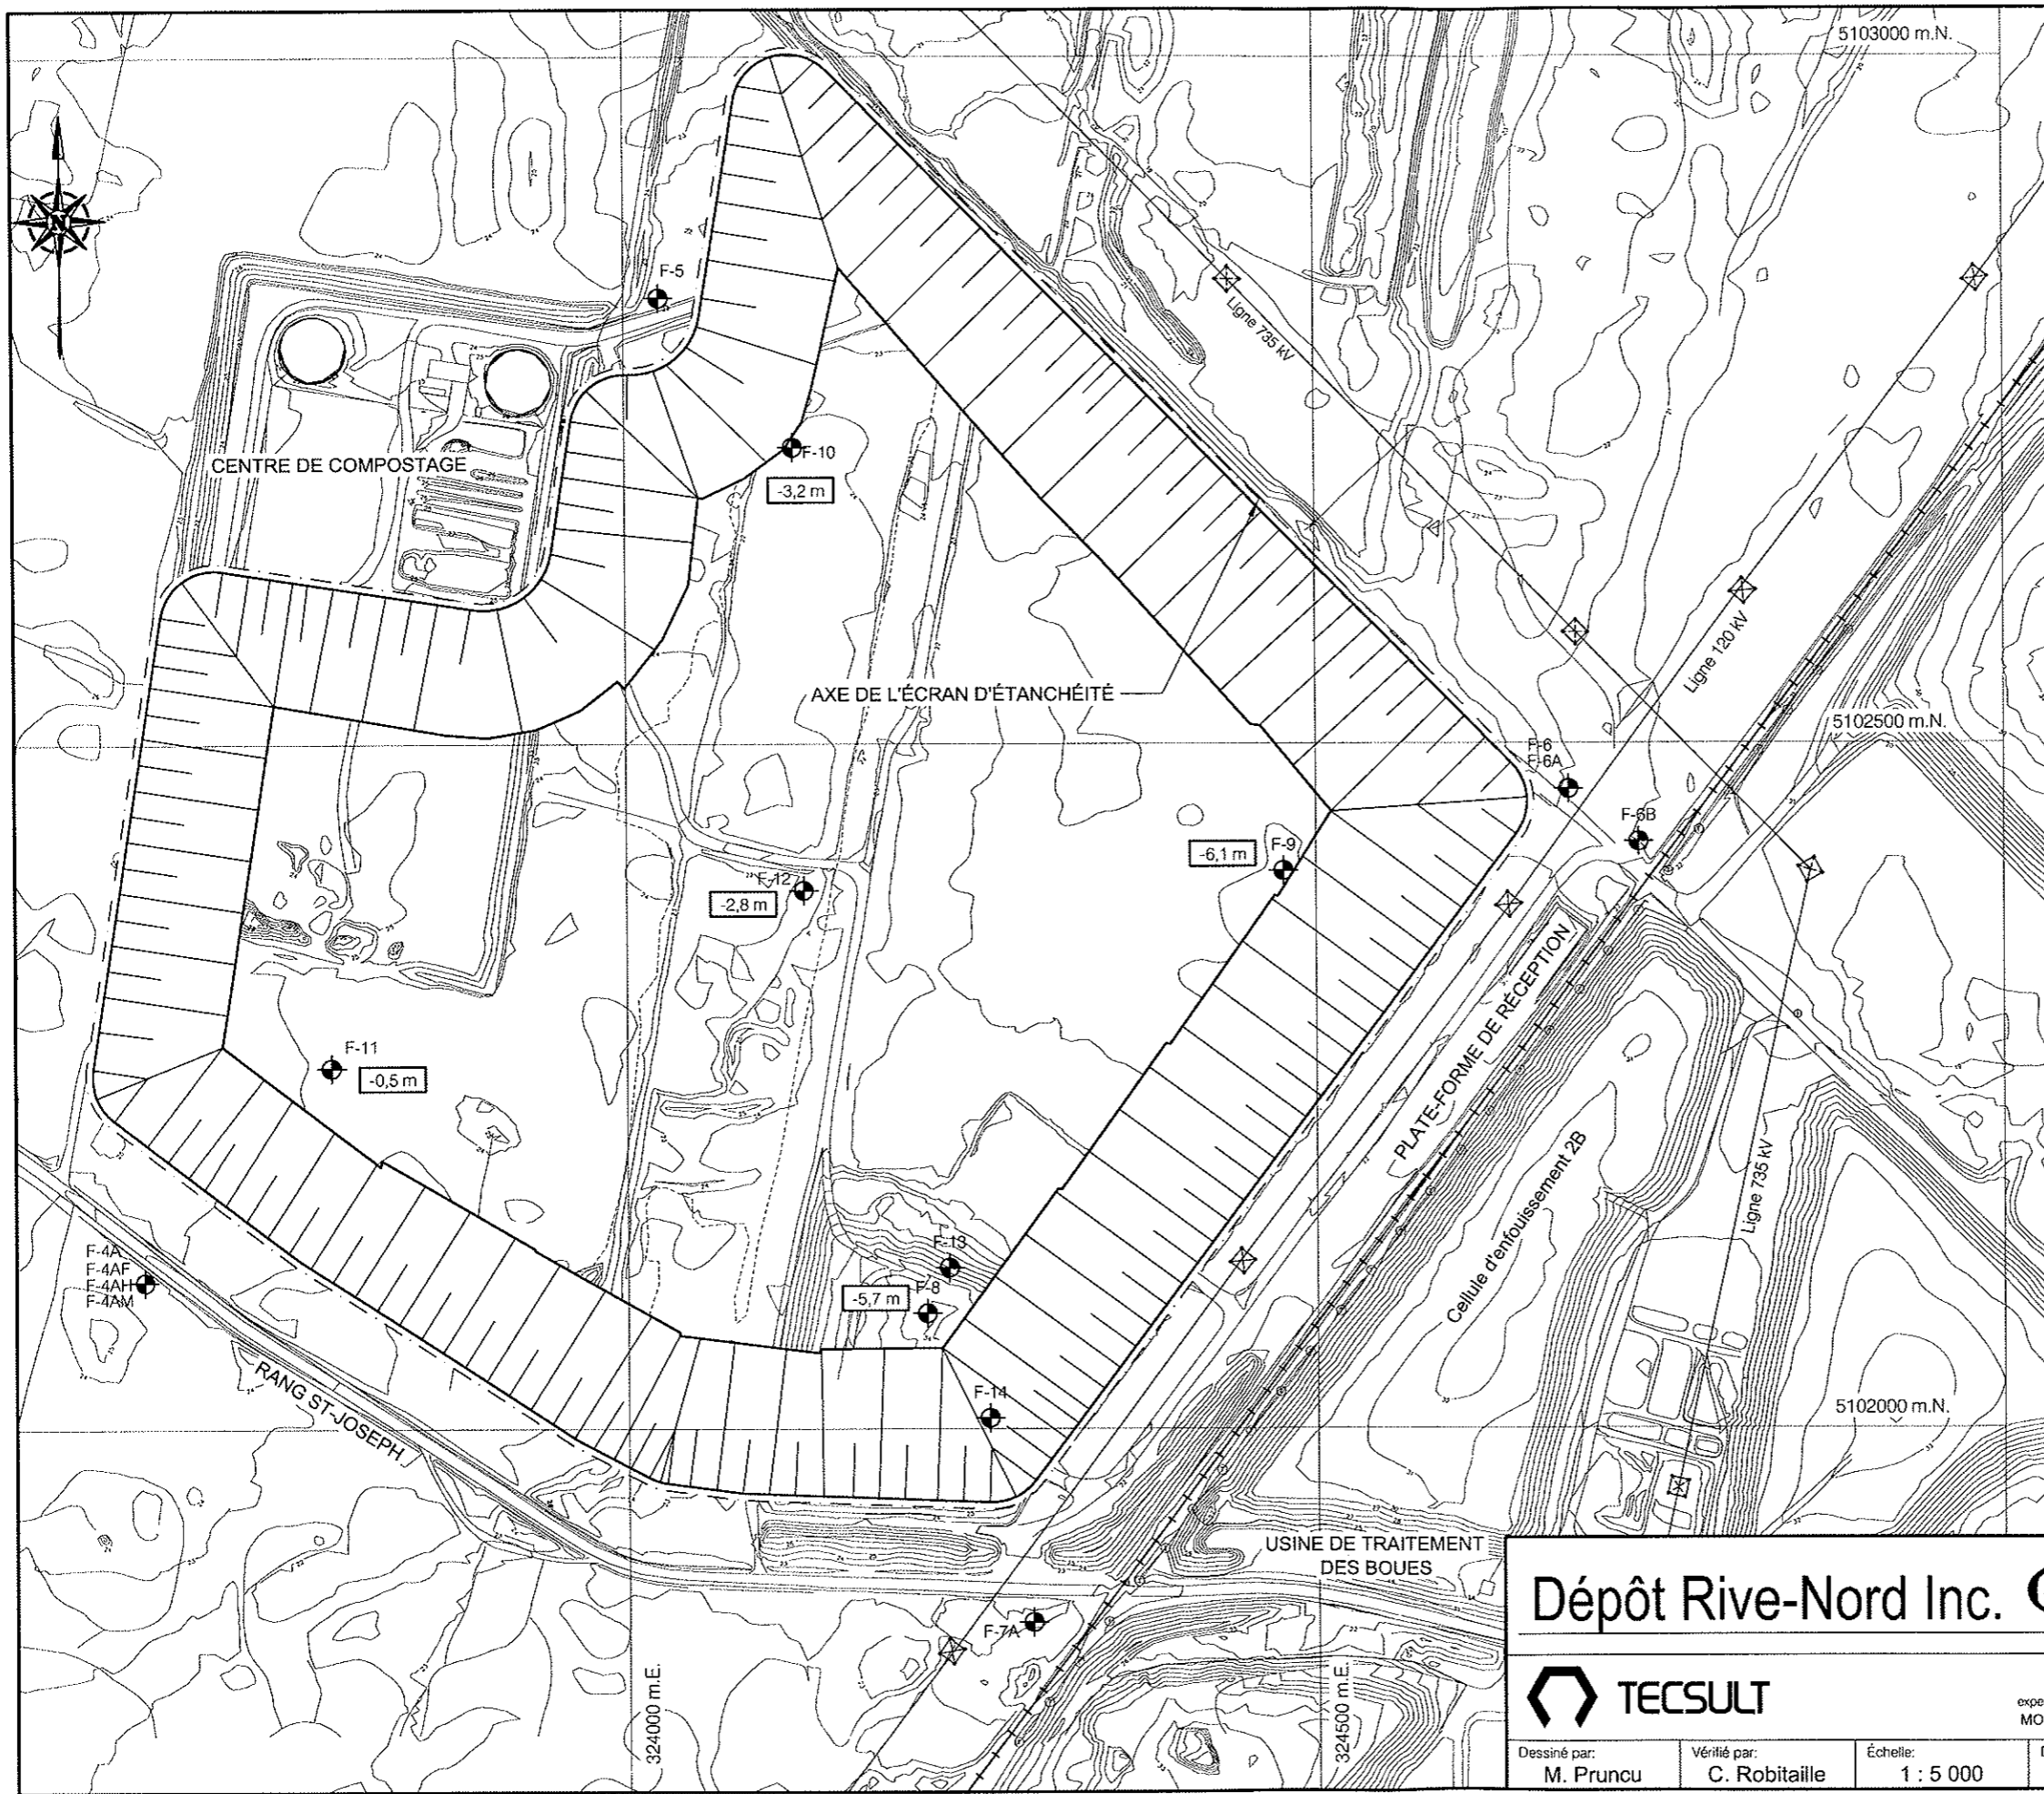 5103000 m.N.
N
F-5
Ligne 735 kV
CENTRE DE COMPOSTAGE
F-10
-3,2 m
Ligne 120 kV
AXE DE L'ÉCRAN D'ÉTANCHÉITÉ
5102500 m.N.
F-6
F-6A
F-6B
F-9
-6,1 m
F-12
-2,8 m
PLATE-FORME DE RÉCEPTION
F-11
-0,5 m
Cellule d'enfouissement 2B
Ligne 735 kV
F-4A
F-4AF
F-4AH
F-4AM
F-13
-5,7 m
F-8
RANG ST-JOSEPH
F-14
5102000 m.N.
USINE DE TRAITEMENT
DES BOUES
F-7A
324000 m.E.
324500 m.E.
Dépôt Rive-Nord Inc.
TECSULT
Dessiné par:
M. Pruncu
Vérifié par:
C. Robitaille
Échelle:
1 : 5 000